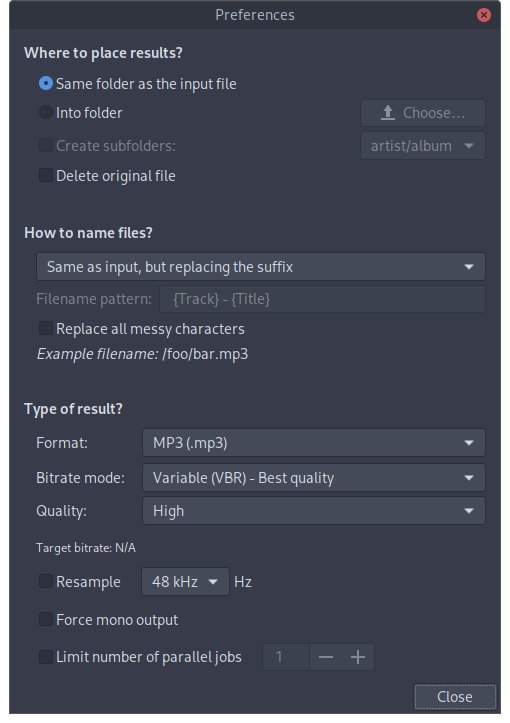 Preferences
Where to place results?
Same folder as the input file
Into folder Choose...
Create subfolders: artist/album
Delete original file
How to name files?
Same as input, but replacing the suffix
Filename pattern: {Track} - {Title}
Replace all messy characters
Example filename: /foo/bar.mp3
Type of result?
Format: MP3 (.mp3)
Bitrate mode: Variable (VBR) - Best quality
Quality: High
Target bitrate: N/A
Resample 48 kHz Hz
Force mono output
Limit number of parallel jobs 1
Close